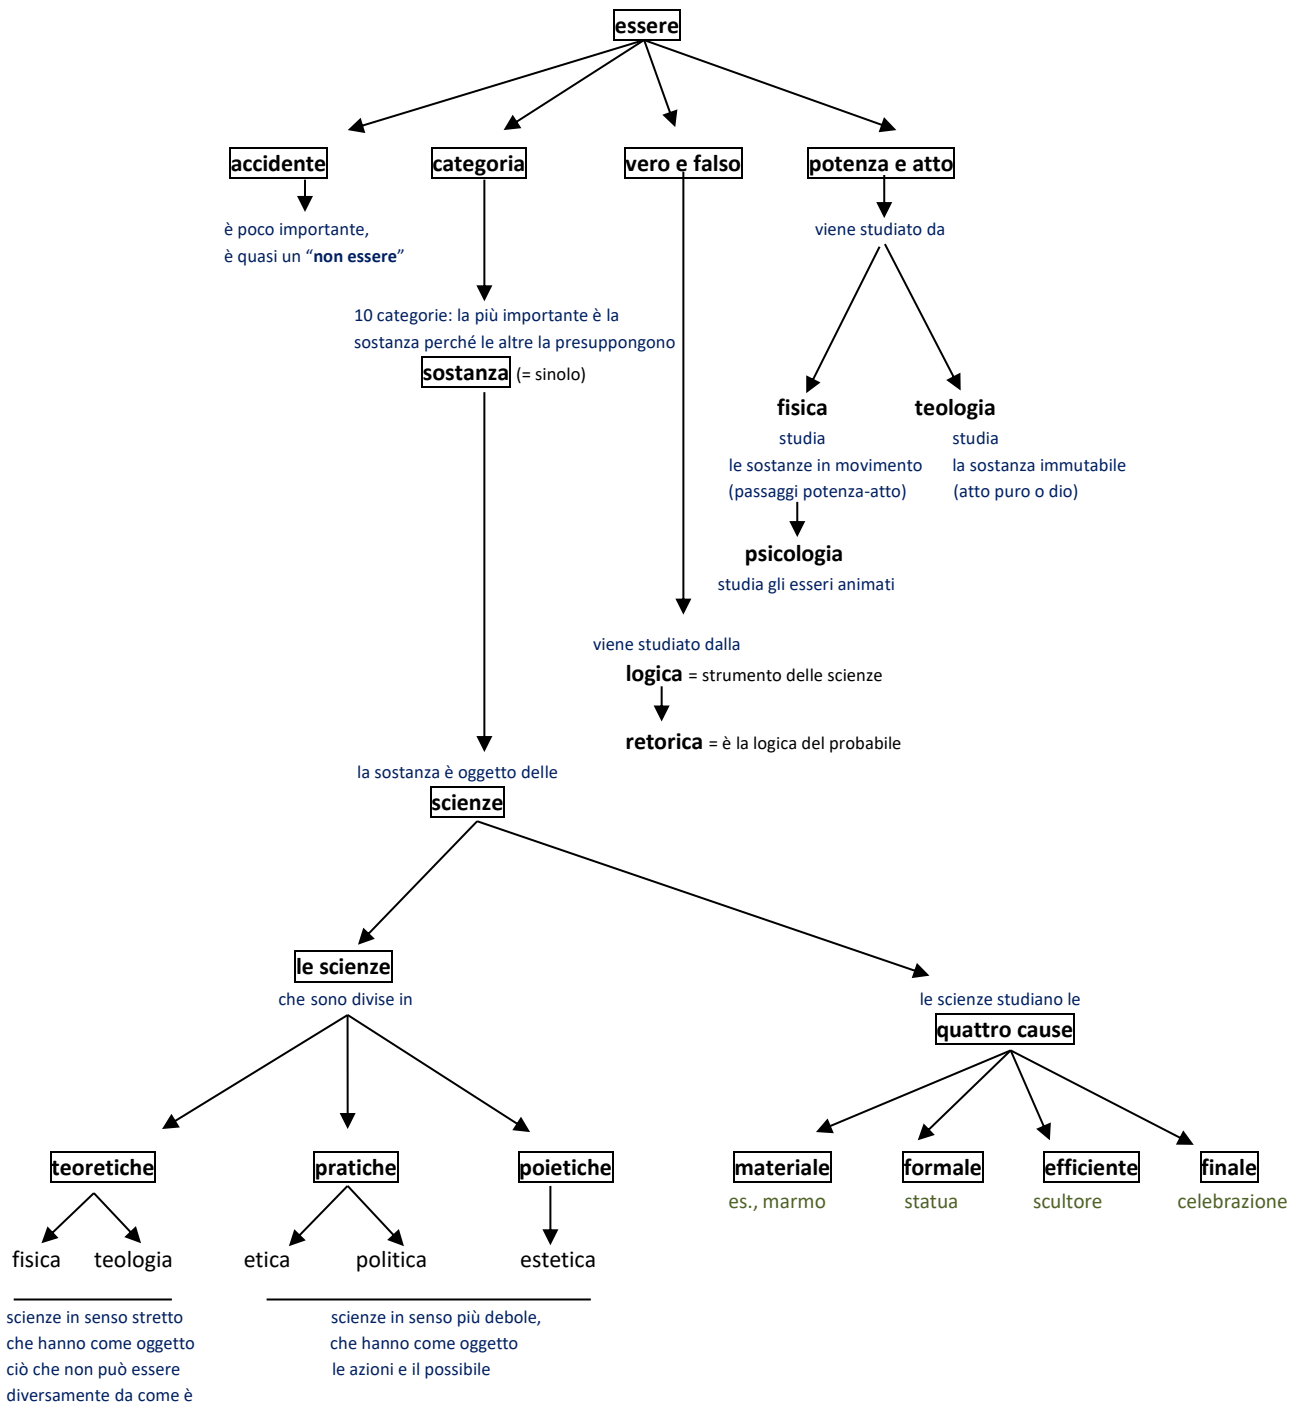 essere
accidente
categoria
vero e falso
potenza e atto
è poco importante,
è quasi un “non essere”
viene studiato da
10 categorie: la più importante è la
sostanza perché le altre la presuppongono
sostanza (= sinolo)
fisica
teologia
studia
le sostanze in movimento
(passaggi potenza-atto)
studia
la sostanza immutabile
(atto puro o dio)
psicologia
studia gli esseri animati
viene studiato dalla
logica = strumento delle scienze
retorica = è la logica del probabile
la sostanza è oggetto delle
scienze
le scienze
che sono divise in
le scienze studiano le
quattro cause
teoretiche
pratiche
poietiche
materiale
formale
efficiente
finale
es., marmo
statua
scultore
celebrazione
fisica
teologia
etica
politica
estetica
scienze in senso stretto
che hanno come oggetto
ciò che non può essere
diversamente da come è
scienze in senso più debole,
che hanno come oggetto
le azioni e il possibile